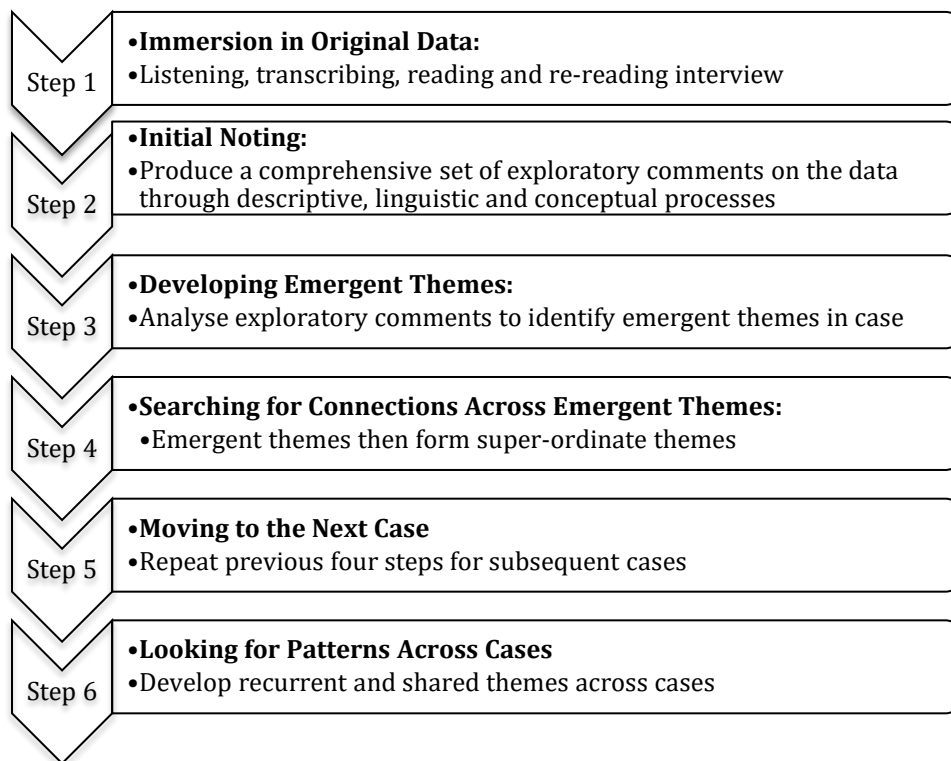 Step 1
•Immersion in Original Data:
•Listening, transcribing, reading and re-reading interview
Step 2
•Initial Noting:
•Produce a comprehensive set of exploratory comments on the data
through descriptive, linguistic and conceptual processes
Step 3
•Developing Emergent Themes:
•Analyse exploratory comments to identify emergent themes in case
Step 4
•Searching for Connections Across Emergent Themes:
•Emergent themes then form super-ordinate themes
Step 5
•Moving to the Next Case
•Repeat previous four steps for subsequent cases
Step 6
•Looking for Patterns Across Cases
•Develop recurrent and shared themes across cases